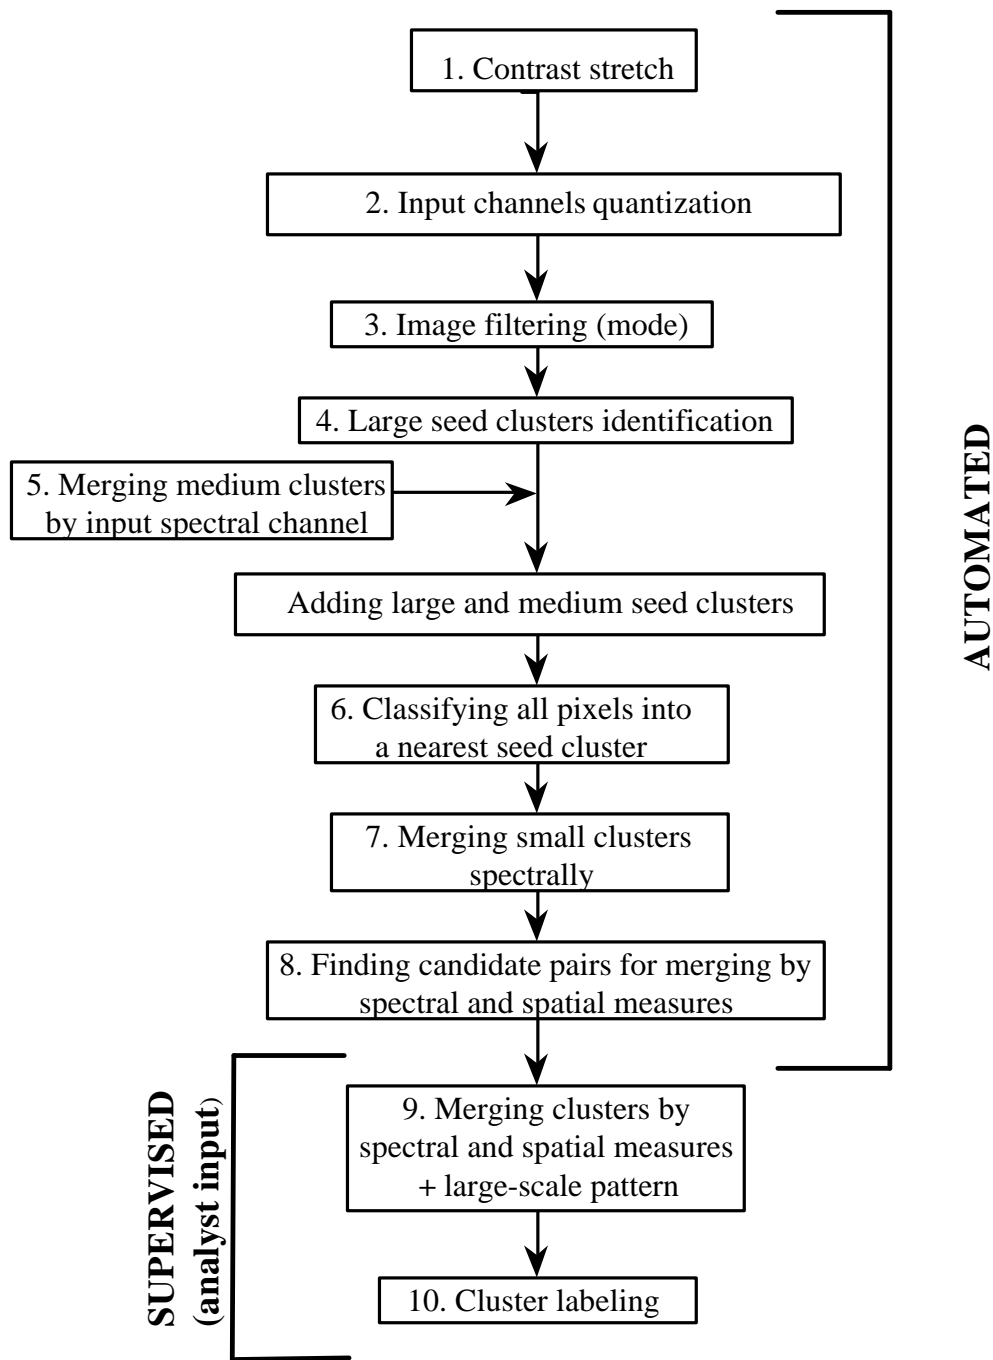 1. Contrast stretch
2. Input channels quantization
3. Image filtering (mode)
4. Large seed clusters identification
5. Merging medium clusters
by input spectral channel
Adding large and medium seed clusters
6. Classifying all pixels into
a nearest seed cluster
7. Merging small clusters
spectrally
8. Finding candidate pairs for merging by
spectral and spatial measures
AUTOMATED
9. Merging clusters by
spectral and spatial measures
+ large-scale pattern
10. Cluster labeling
SUPERVISED
(analyst input)